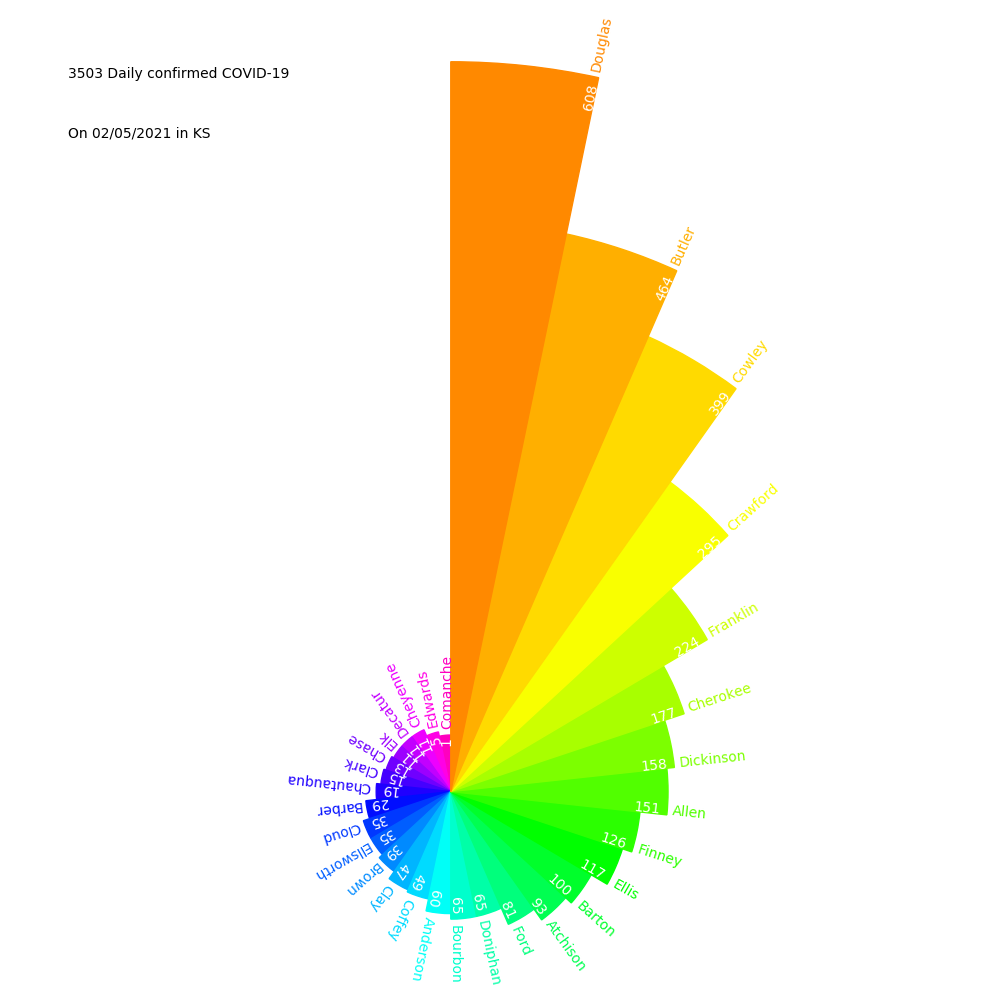 3503 Daily confirmed COVID-19
On 02/05/2021 in KS
Douglas
608
Butler
464
Cowley
399
Crawford
295
Franklin
224
Cherokee
177
Dickinson
158
Allen
151
Finney
126
Ellis
117
Barton
100
Atchison
93
Ford
81
Doniphan
65
Bourbon
65
Anderson
60
Coffey
49
Clay
47
Brown
39
Ellsworth
35
Cloud
35
Barber
29
Chautauqua
19
Clark
Chase
Elk
Decatur
Cheyenne
Edwards
Comanche
1